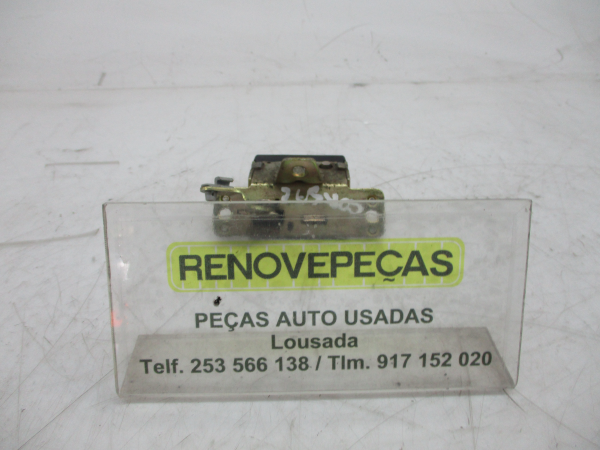 RENOVEPEÇAS
PEÇAS AUTO USADAS
Lousada
Telf. 253 566 138 / Tlm. 917 152 020